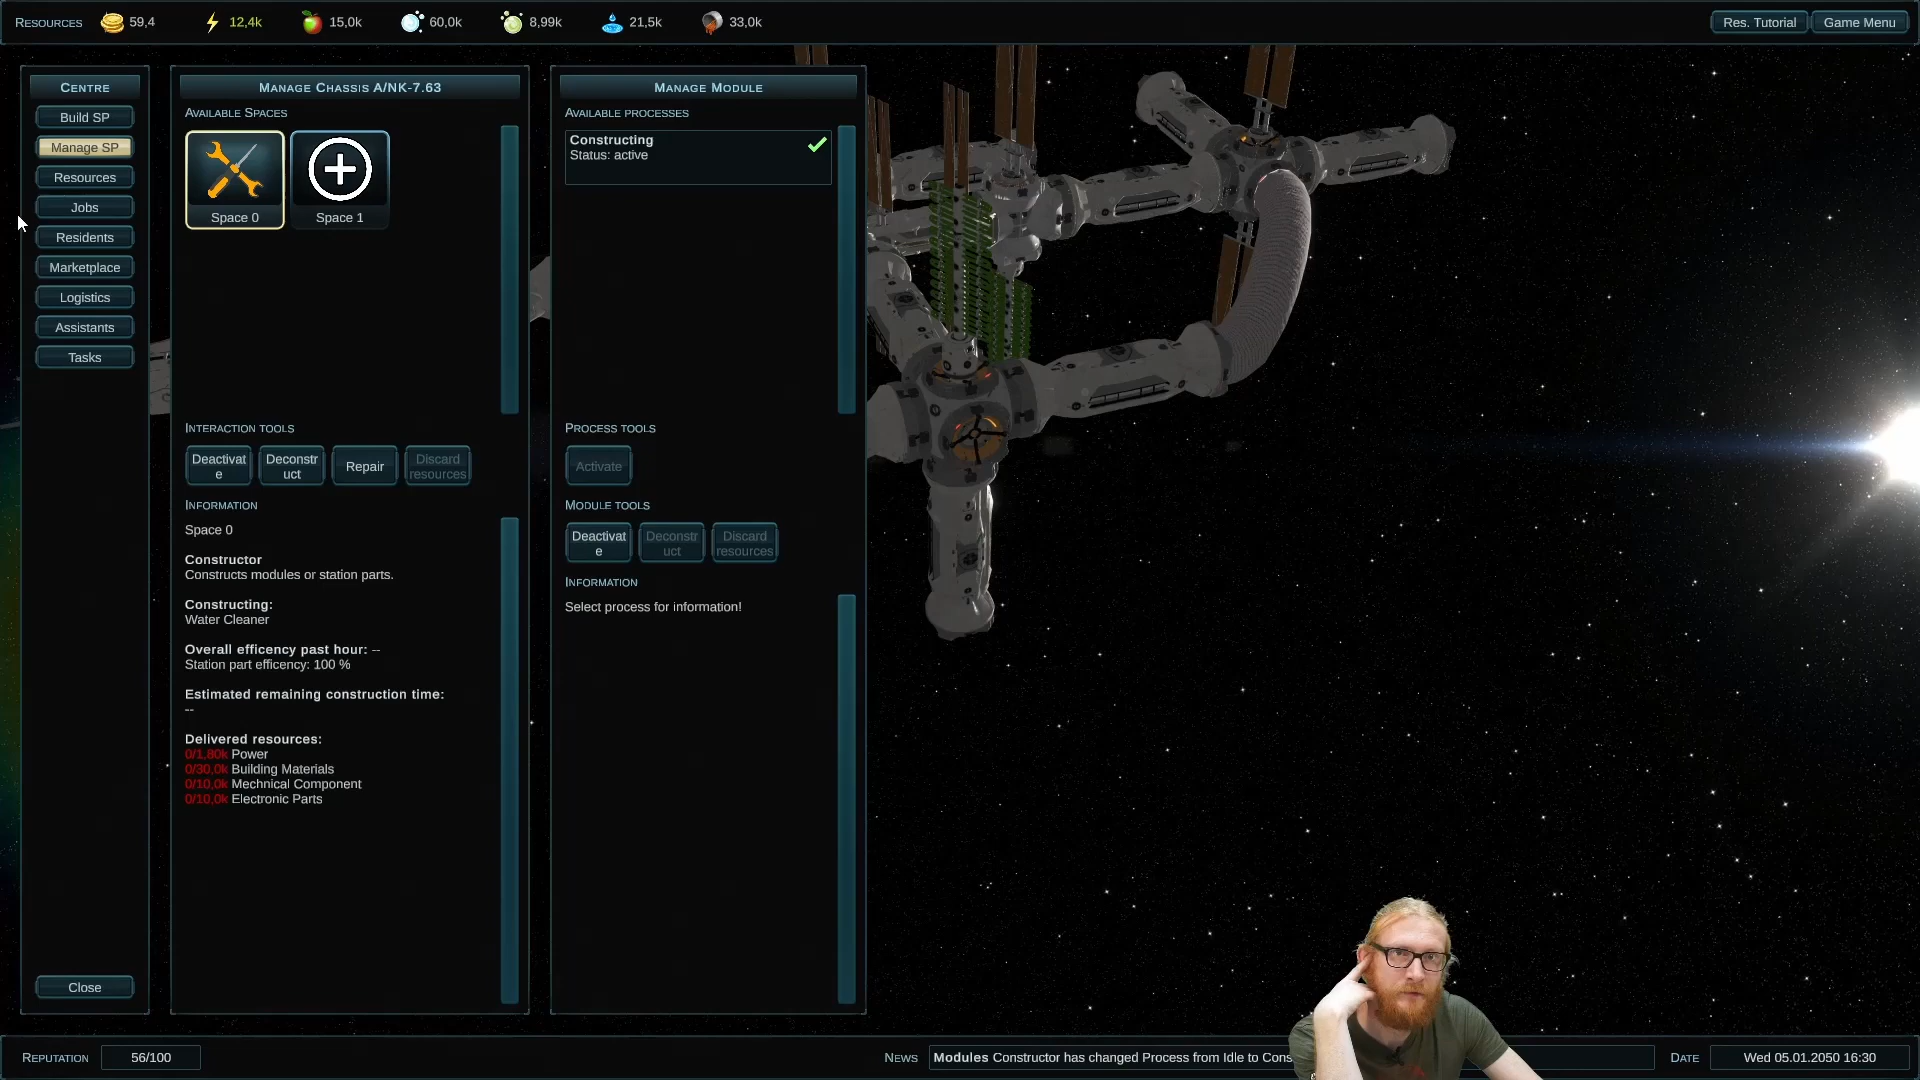 RESOURCES 59,4 12,4k 15,0k 60,0k 8,99k 21,5k 33,0k Res. Tutorial Game Menu
CENTRE
Build SP
Manage SP
Resources
Jobs
Residents
Marketplace
Logistics
Assistants
Tasks
Close
MANAGE CHASSIS A/NK-7.63
AVAILABLE SPACES
Space 0 Space 1
INTERACTION TOOLS
Deactivat
e
Deconstr
uct
Repair
Discard
resources
INFORMATION
Space 0
Constructor
Constructs modules or station parts.
Constructing:
Water Cleaner
Overall efficency past hour: --
Station part efficency: 100 %
Estimated remaining construction time:
--
Delivered resources:
0/1,80k Power
0/30,0k Building Materials
0/10,0k Mechnical Component
0/10,0k Electronic Parts
MANAGE MODULE
AVAILABLE PROCESSES
Constructing
Status: active
PROCESS TOOLS
Activate
MODULE TOOLS
Deactivat
e
Deconstr
uct
Discard
resources
INFORMATION
Select process for information!
REPUTATION 56/100 NEWS Modules Constructor has changed Process from Idle to Cons DATE Wed 05.01.2050 16:30